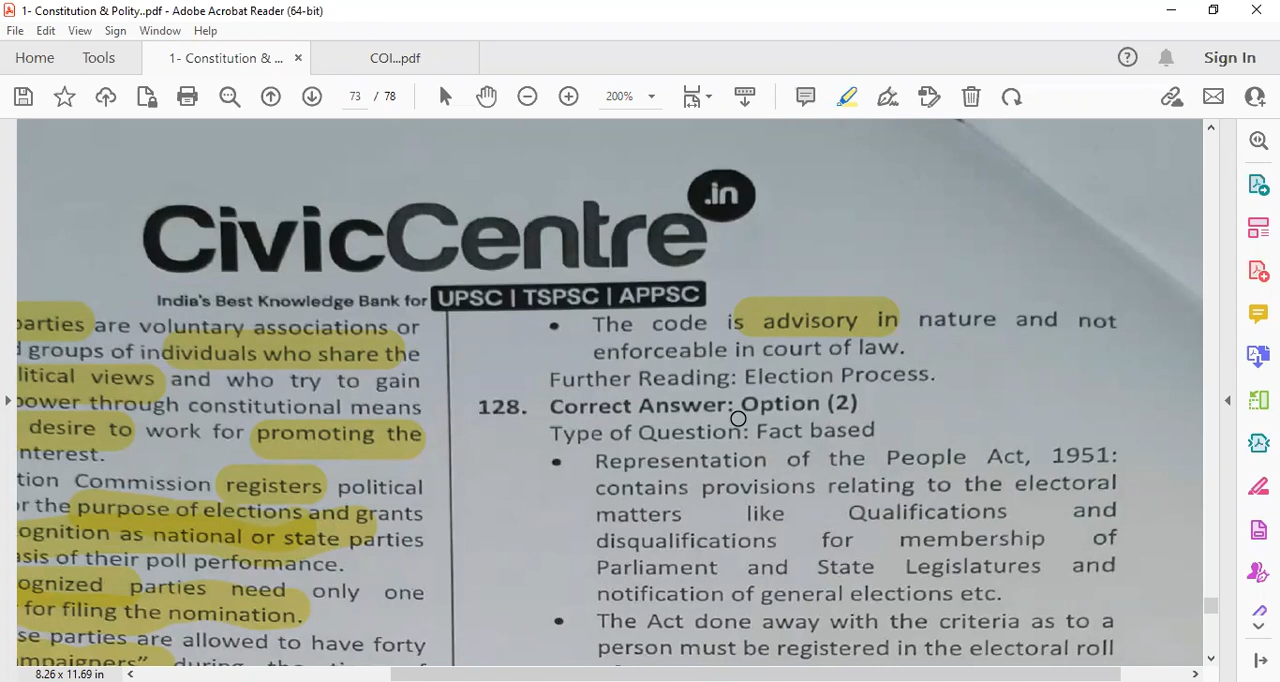 1- Constitution & Polity..pdf - Adobe Acrobat Reader (64-bit)
File Edit View Sign Window Help
Home Tools 1- Constitution & ... × COI...pdf Sign In
73 / 78 200%
CivicCentre.in
India's Best Knowledge Bank for UPSC | TSPSC | APPSC
parties are voluntary associations or
groups of individuals who share the
litical views and who try to gain
power through constitutional means
desire to work for promoting the
nterest.
tion Commission registers political
or the purpose of elections and grants
ognition as national or state parties
asis of their poll performance.
ognized parties need only one
for filing the nomination.
se parties are allowed to have forty
mpaigners"
• The code is advisory in nature and not
enforceable in court of law.
Further Reading: Election Process.
128. Correct Answer: Option (2)
Type of Question: Fact based
• Representation of the People Act, 1951:
contains provisions relating to the electoral
matters like Qualifications and
disqualifications for membership of
Parliament and State Legislatures and
notification of general elections etc.
• The Act done away with the criteria as to a
person must be registered in the electoral roll
8.26 x 11.69 in